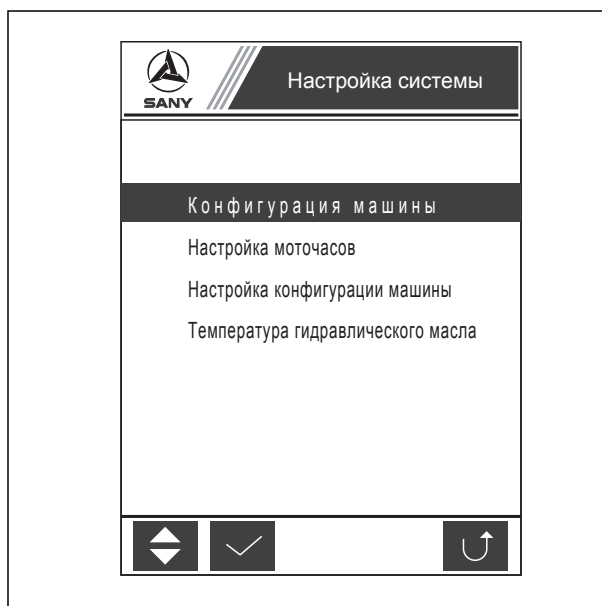 SANY
Настройка системы
Конфигурация машины
Настройка моточасов
Настройка конфигурации машины
Температура гидравлического масла